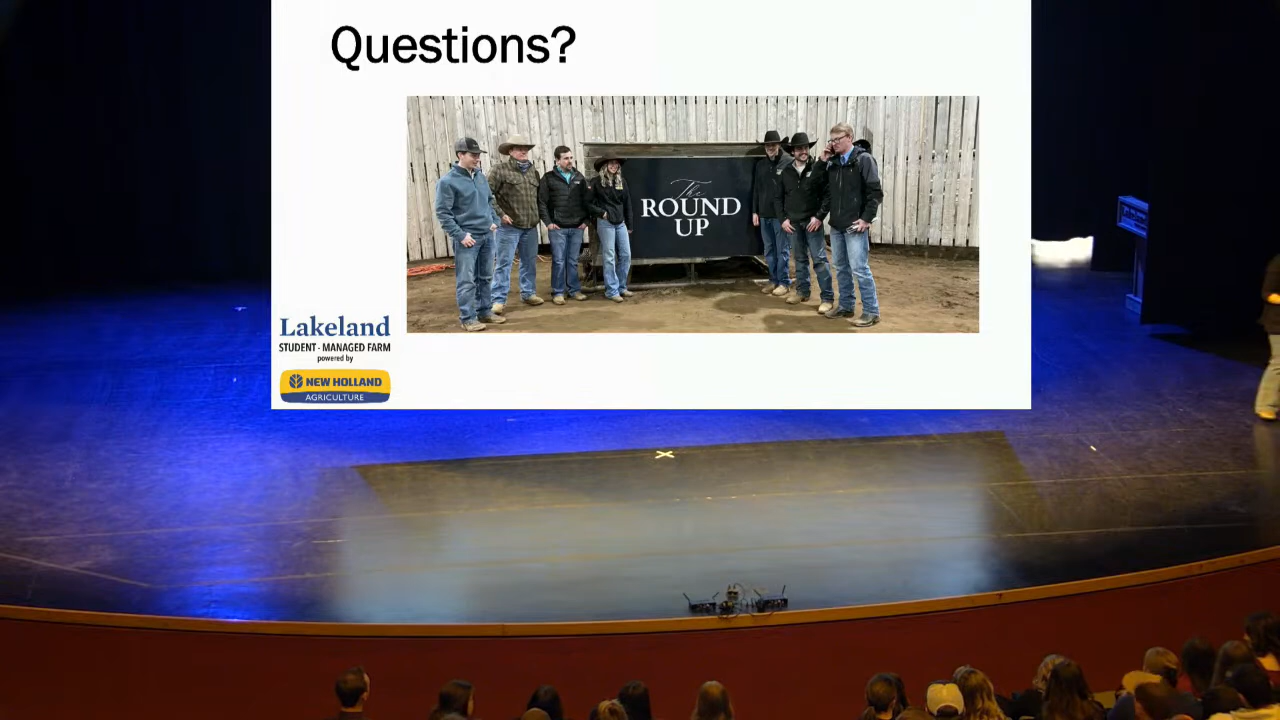 Questions?
The
ROUND
UP
Lakeland
STUDENT - MANAGED FARM
powered by
NEW HOLLAND
AGRICULTURE